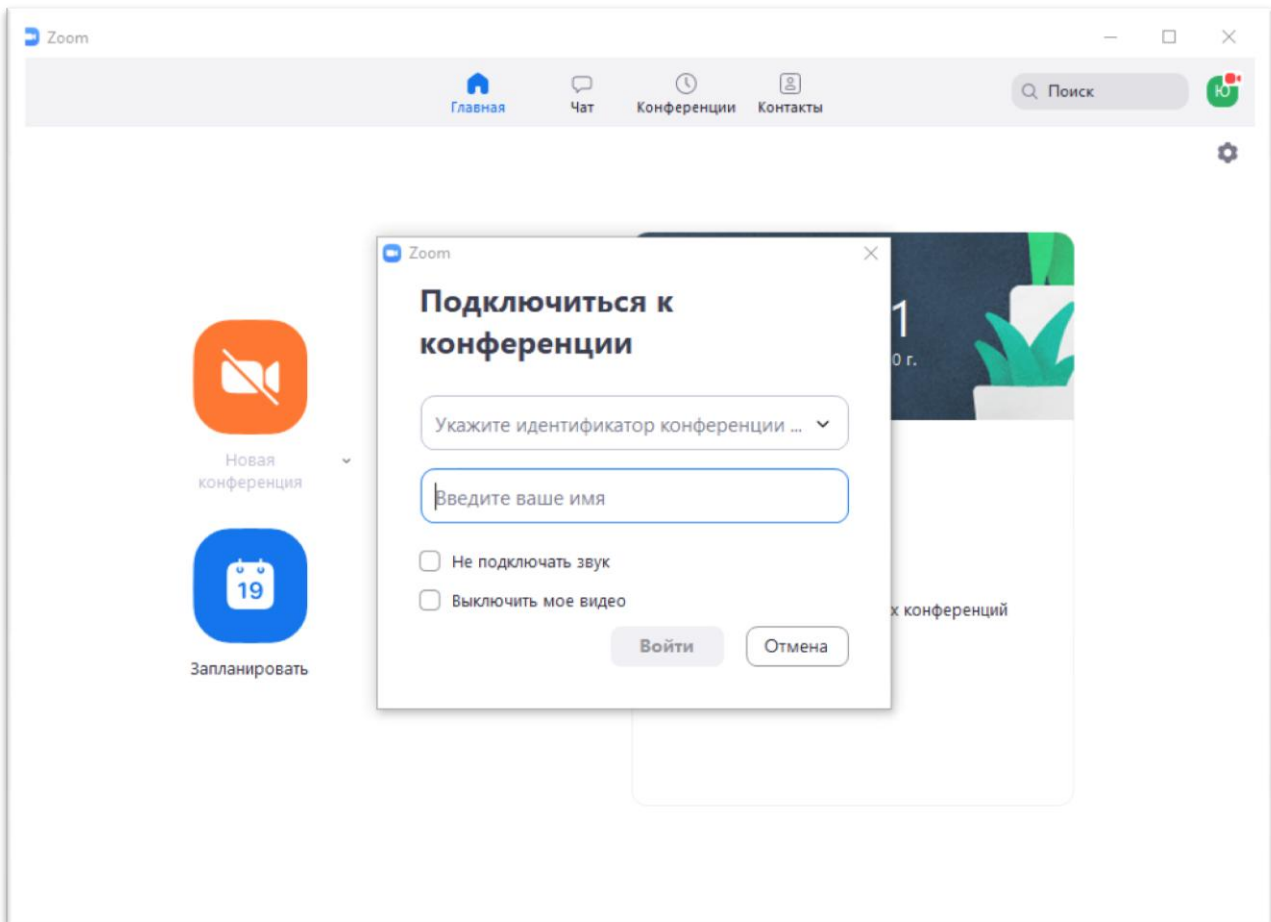 Zoom
Главная
Чат
Конференции
Контакты
Поиск
Ю
Zoom
Подключиться к
конференции
1
0 г.
Укажите идентификатор конференции ...
Новая
конференция
Введите ваше имя
Не подключать звук
19
Выключить мое видео
х конференций
Войти
Отмена
Запланировать